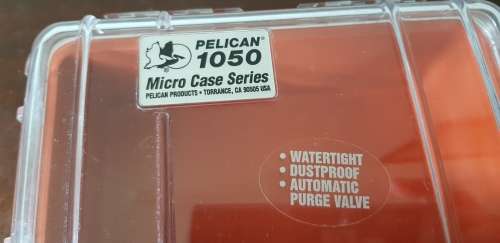 PELICAN®
1050
Micro Case Series
PELICAN PRODUCTS • TORRANCE, CA 90505 USA
• WATERTIGHT
• DUSTPROOF
• AUTOMATIC
PURGE VALVE